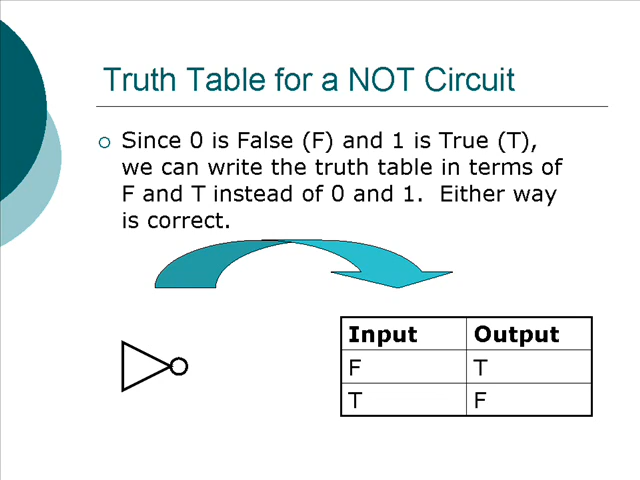 Truth Table for a NOT Circuit
Since 0 is False (F) and 1 is True (T),
we can write the truth table in terms of
F and T instead of 0 and 1.  Either way
is correct.
Input Output
F T
T F